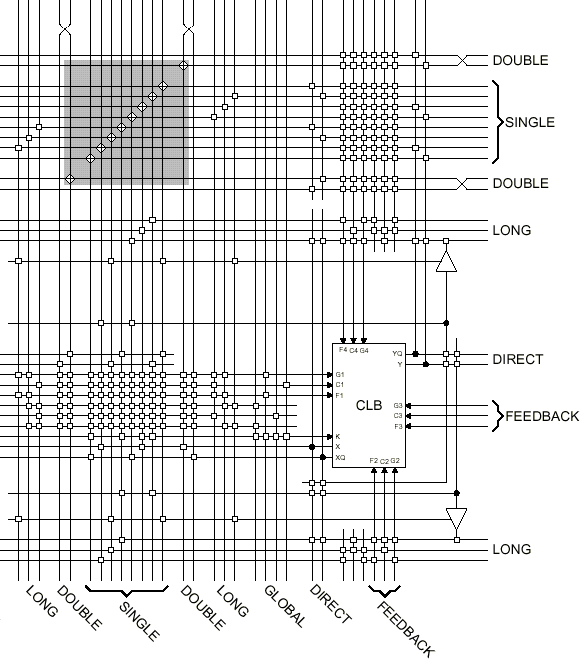 DOUBLE
SINGLE
DOUBLE
LONG
F4 C4 G4
YQ
Y
DIRECT
G1
C1
F1
CLB
G3
C3
F3
FEEDBACK
K
X
XQ
F2 C2 G2
LONG
LONG
DOUBLE
SINGLE
DOUBLE
LONG
GLOBAL
DIRECT
FEEDBACK